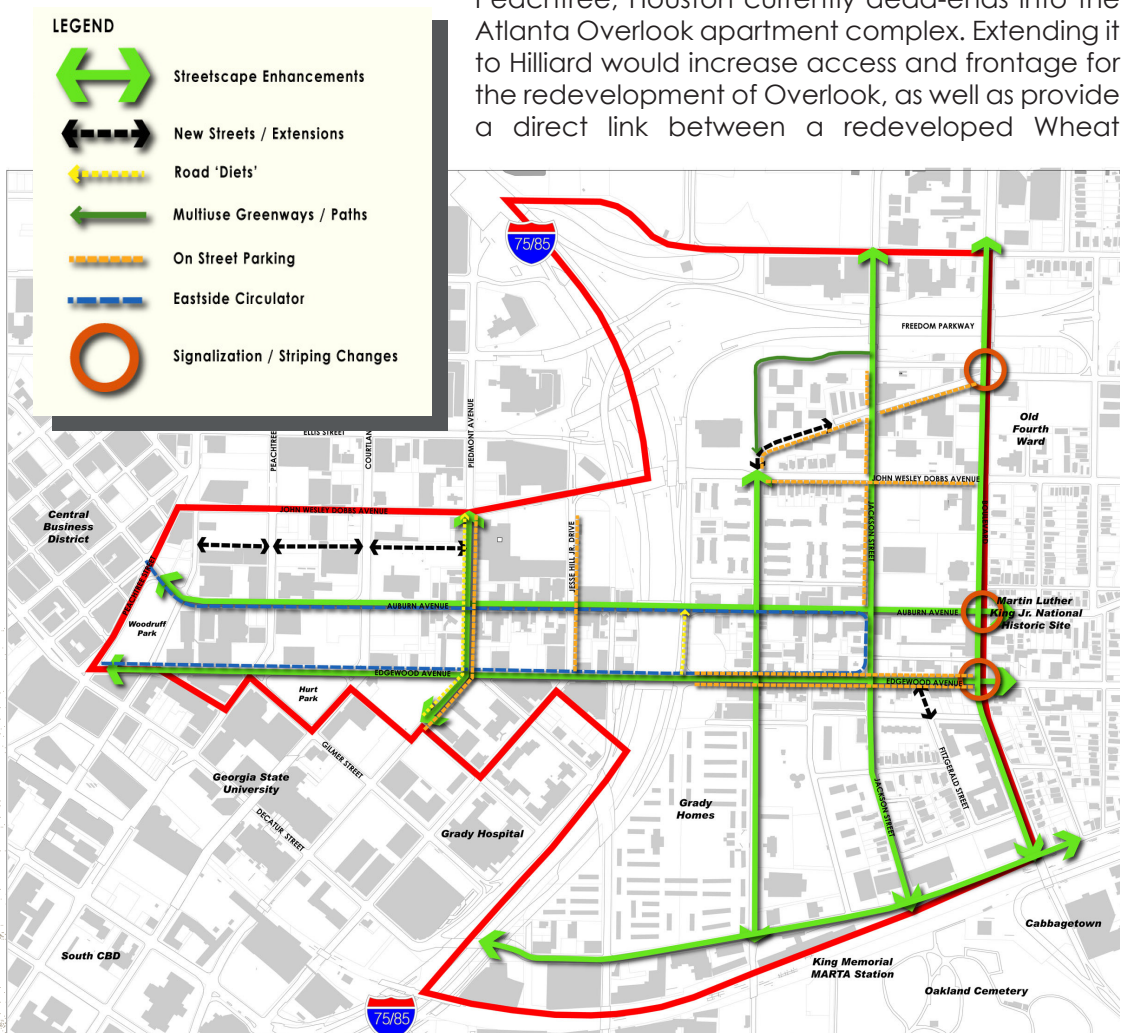 Peachtree, Houston currently dead-ends into the
Atlanta Overlook apartment complex. Extending it
to Hilliard would increase access and frontage for
the redevelopment of Overlook, as well as provide
a direct link between a redeveloped Wheat
LEGEND
Streetscape Enhancements
New Streets / Extensions
Road 'Diets'
Multiuse Greenways / Paths
On Street Parking
Eastside Circulator
Signalization / Striping Changes
75/85
FREEDOM PARKWAY
Old
Fourth
Ward
ELLIS STREET
PEACHTREE
COURTLAN
PIEDMONT AVENUE
JOHN WESLEY DOBBS AVENUE
JOHN WESLEY DOBBS AVENUE
Central
Business
District
JESSE HILL JR. DRIVE
JACKSON STREET
BOULEVARD
PEACHTREE STREET
AUBURN AVENUE
AUBURN AVENUE
Martin Luther
King Jr. National
Historic Site
Woodruff
Park
EDGEWOOD AVENUE
EDGEWOOD AVENUE
Hurt
Park
GILMER STREET
FITZGERALD STREET
Georgia State
University
DECATUR STREET
JACKSON STREET
Grady
Homes
Grady Hospital
Cabbagetown
South CBD
King Memorial
MARTA Station
Oakland Cemetery
75/85